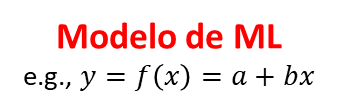 Modelo de ML
e.g., 𝑦 = 𝑓(𝑥) = 𝑎 + 𝑏𝑥